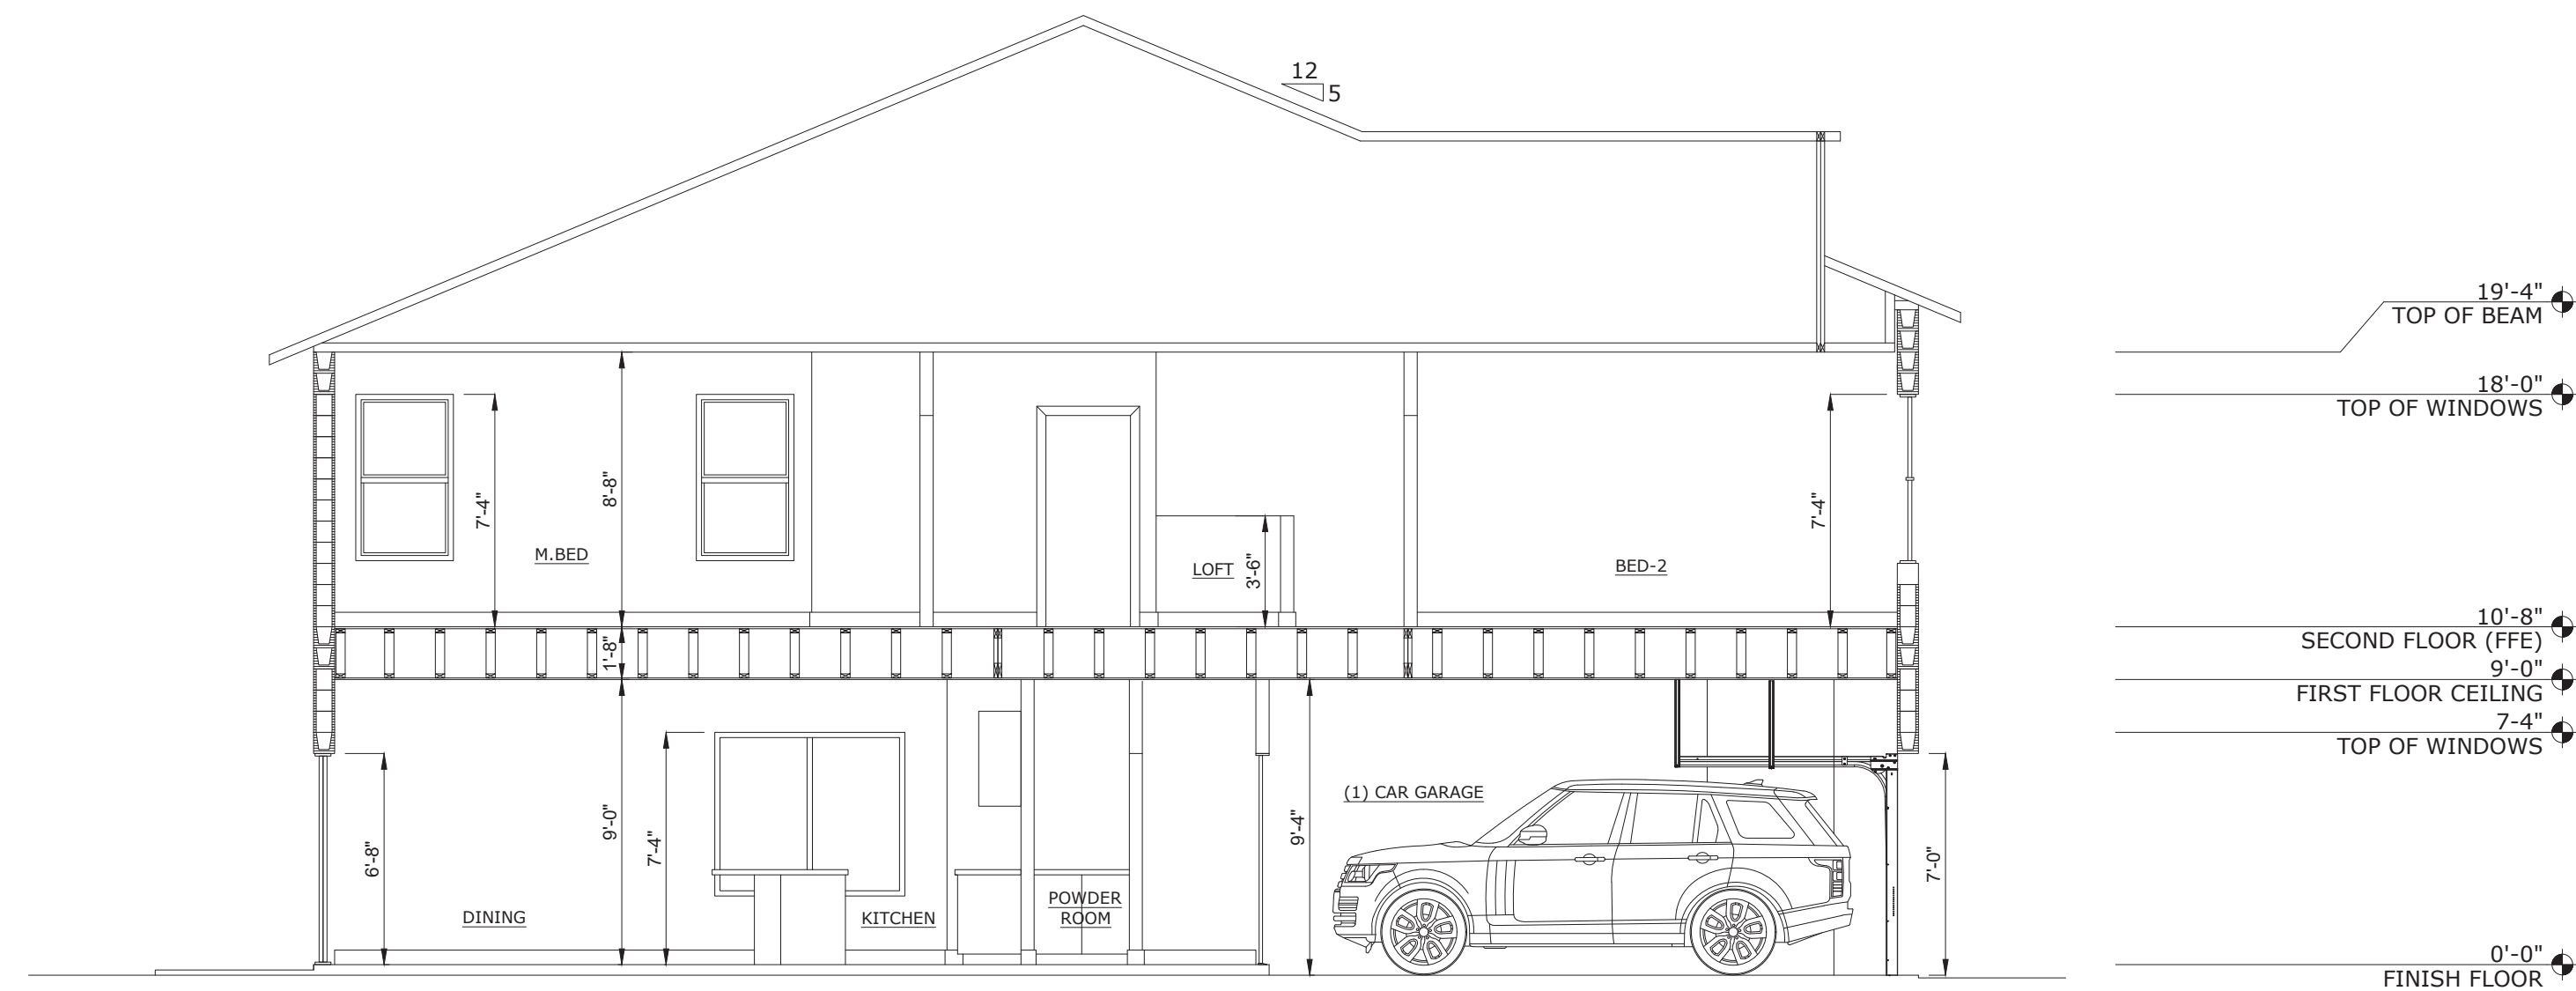 12
5
19'-4"
TOP OF BEAM
18'-0"
TOP OF WINDOWS
7'-4"
8'-8"
7'-4"
M.BED
LOFT
3'-6"
BED-2
10'-8"
SECOND FLOOR (FFE)
1'-8"
9'-0"
FIRST FLOOR CEILING
7-4"
TOP OF WINDOWS
(1) CAR GARAGE
6'-8"
9'-0"
7'-4"
9'-4"
7'-0"
DINING
KITCHEN
POWDER
ROOM
0'-0"
FINISH FLOOR